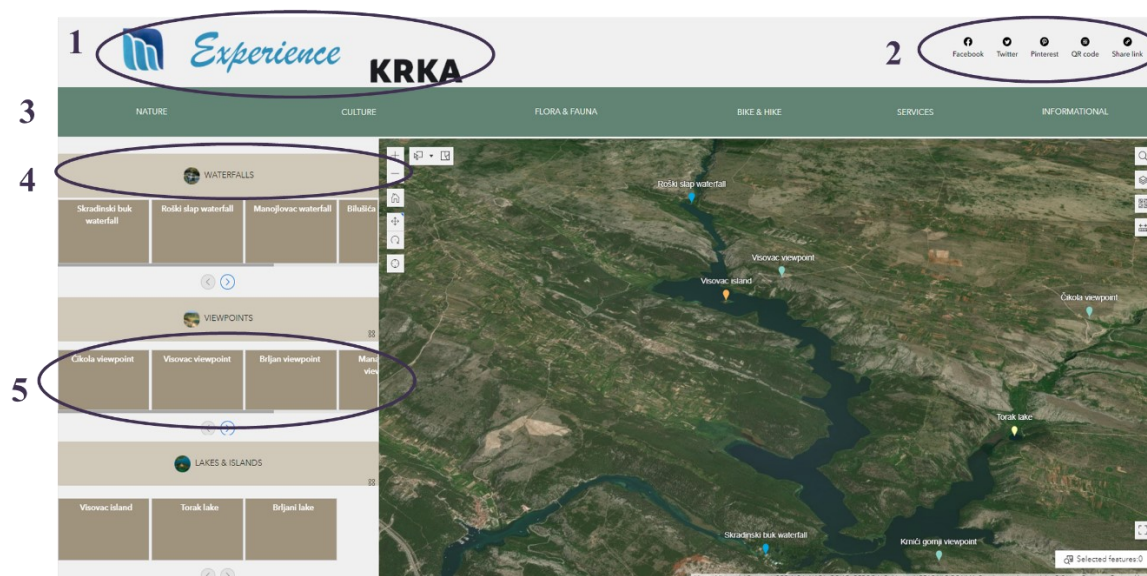 1
Experience
KRKA
2
Facebook Twitter Pinterest QR code Share link
3
NATURE CULTURE FLORA & FAUNA BIKE & HIKE SERVICES INFORMATIONAL
4
WATERFALLS
Skradinski buk
waterfall
Roški slap waterfall
Manojlovac waterfall
Bilušića
VIEWPOINTS
5
Čikola viewpoint
Visovac viewpoint
Brljan viewpoint
LAKES & ISLANDS
Visovac island
Torak lake
Brljani lake
Roški slap waterfall
Visovac viewpoint
Visovac island
Čikola viewpoint
Torak lake
Skradinski buk waterfall
Krnići gornji viewpoint
Selected features:0